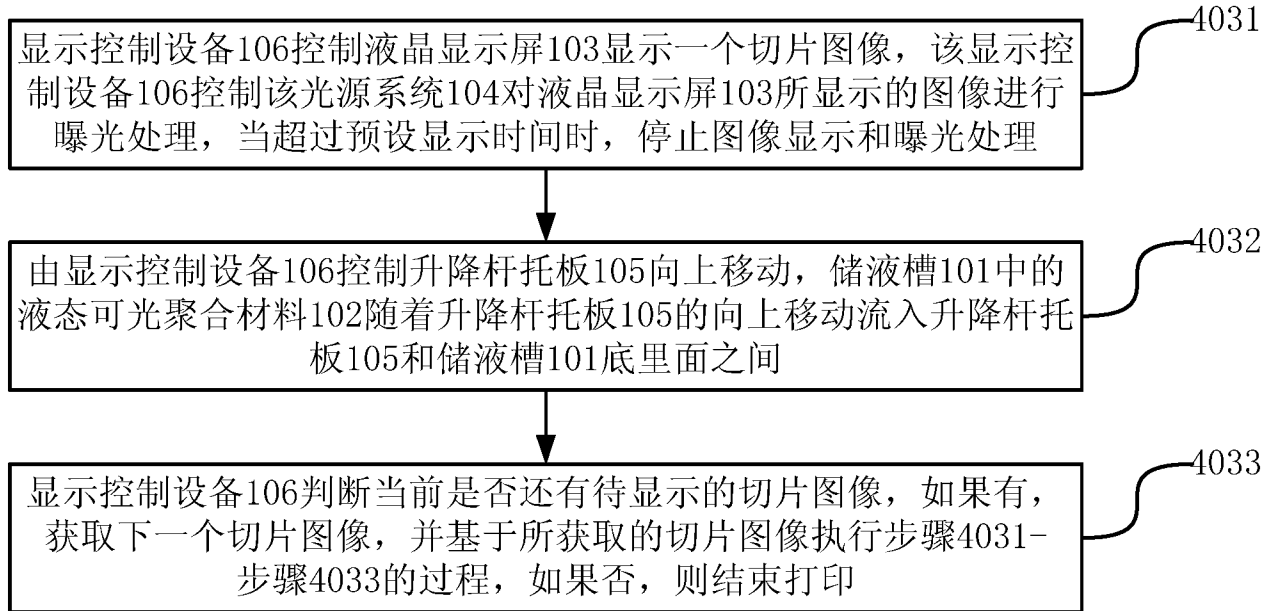 4031
显示控制设备106控制液晶显示屏103显示一个切片图像，该显示控
制设备106控制该光源系统104对液晶显示屏103所显示的图像进行
曝光处理，当超过预设显示时间时，停止图像显示和曝光处理
4032
由显示控制设备106控制升降杆托板105向上移动，储液槽101中的
液态可光聚合材料102随着升降杆托板105的向上移动流入升降杆托
板105和储液槽101底里面之间
4033
显示控制设备106判断当前是否还有待显示的切片图像，如果有，
获取下一个切片图像，并基于所获取的切片图像执行步骤4031-
步骤4033的过程，如果否，则结束打印